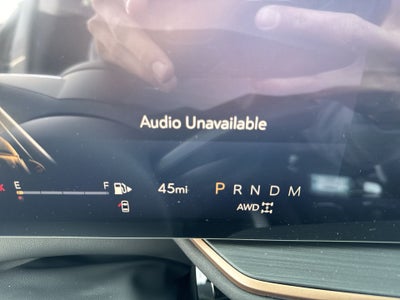 Audio Unavailable
E F 45mi P R N D M
AWD